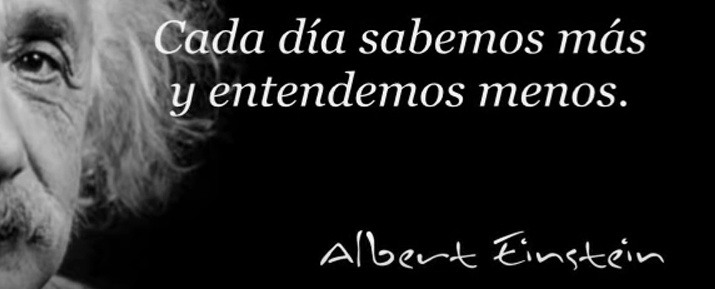 Cada día sabemos más
y entendemos menos.
Albert Einstein